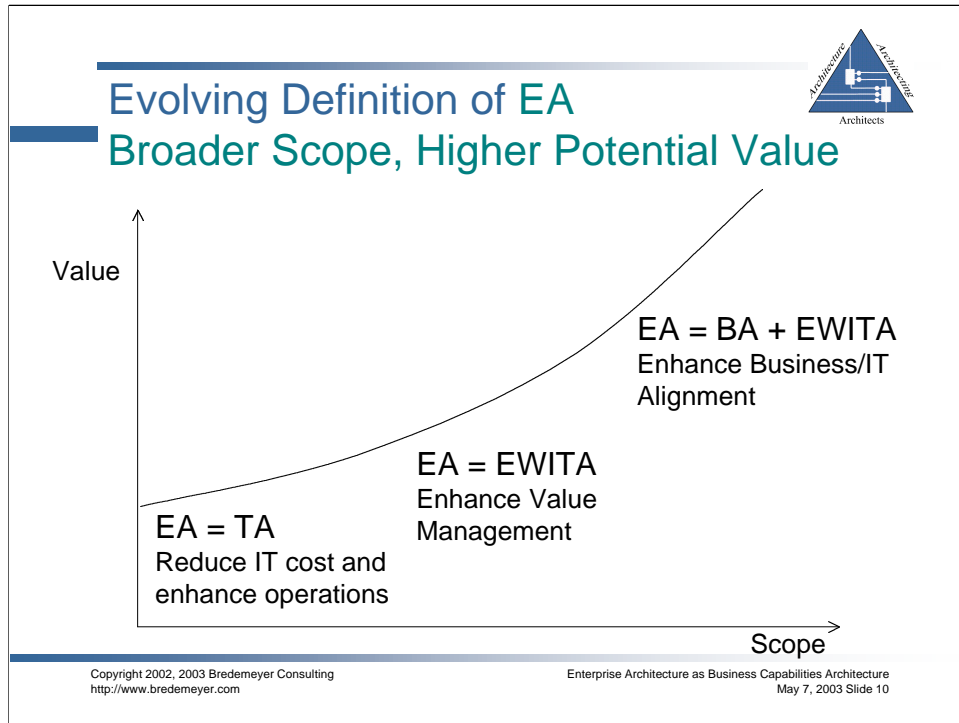 Architecture
Architecting
Architects
Evolving Definition of EA
Broader Scope, Higher Potential Value
Value
EA = BA + EWITA
Enhance Business/IT
Alignment
EA = EWITA
Enhance Value
Management
EA = TA
Reduce IT cost and
enhance operations
Scope
Copyright 2002, 2003 Bredemeyer Consulting
http://www.bredemeyer.com
Enterprise Architecture as Business Capabilities Architecture
May 7, 2003 Slide 10